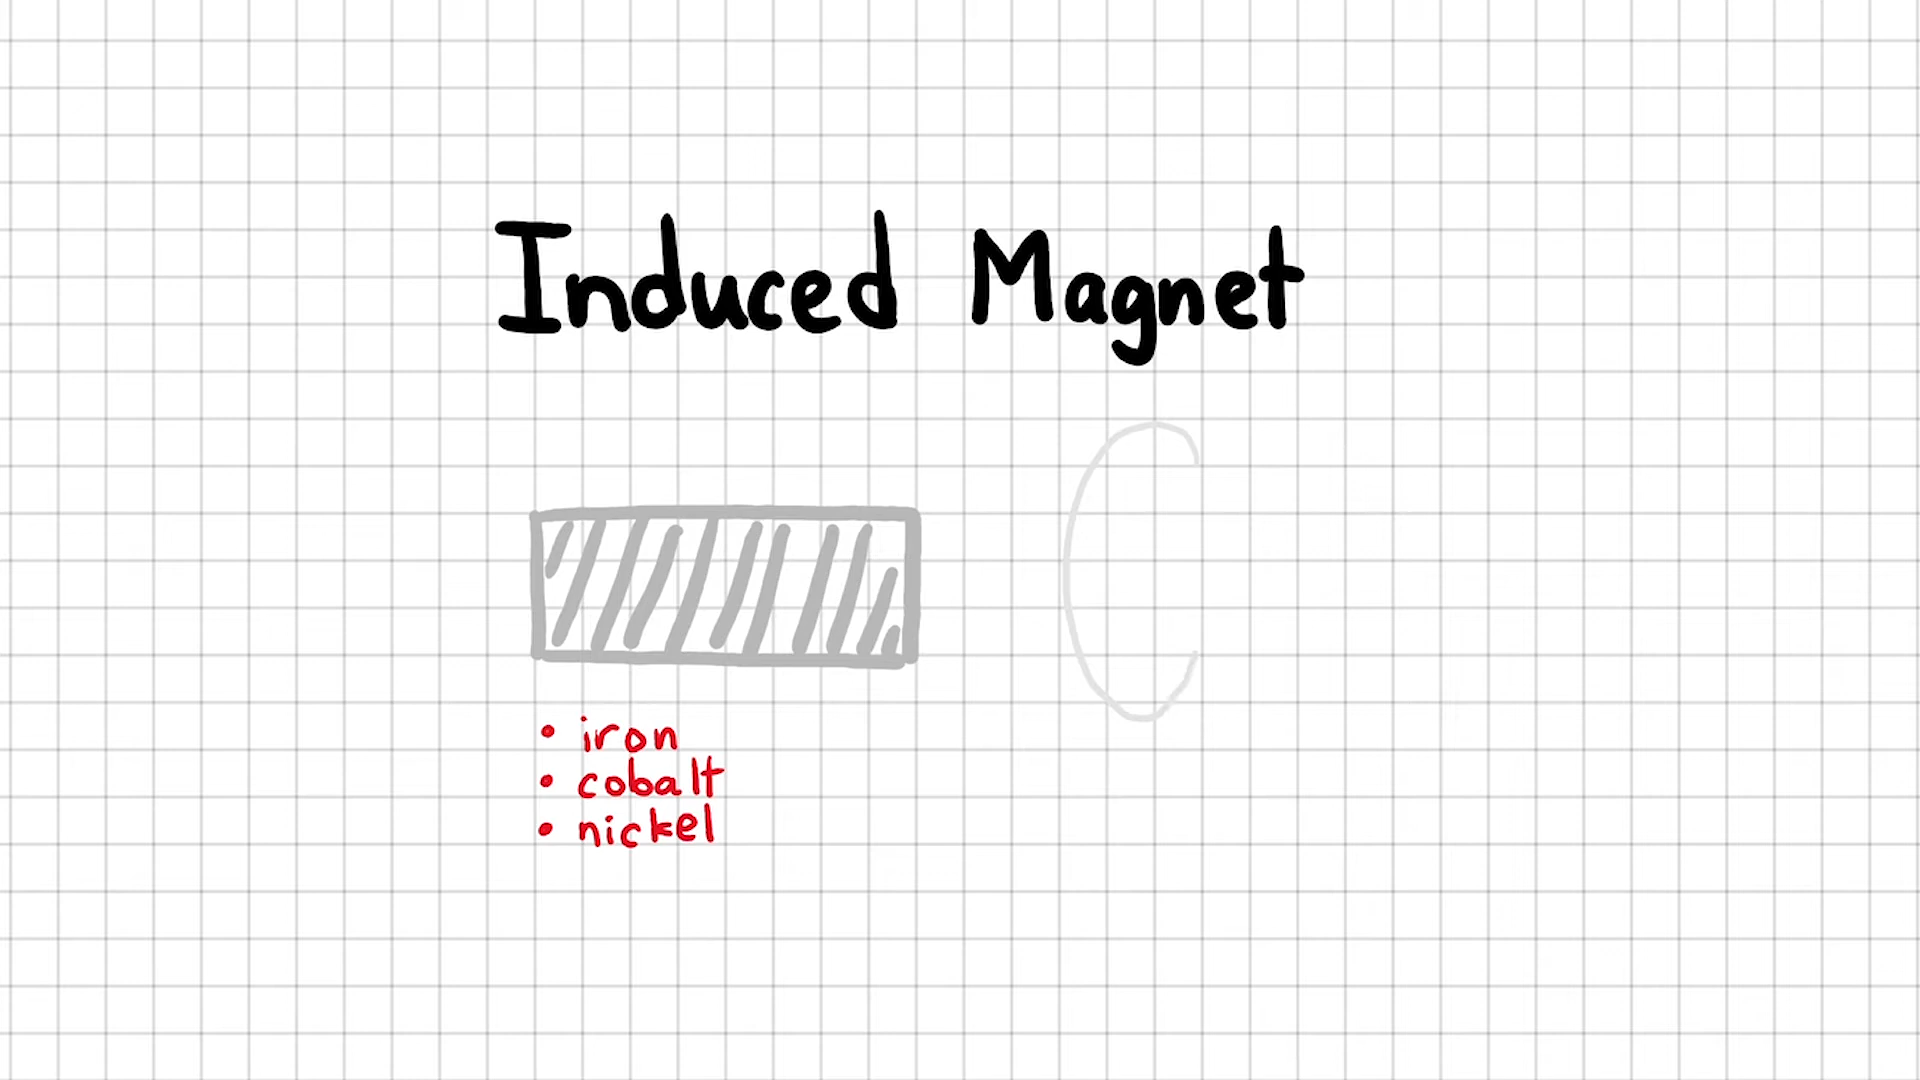 Induced Magnet
• iron
• cobalt
• nickel